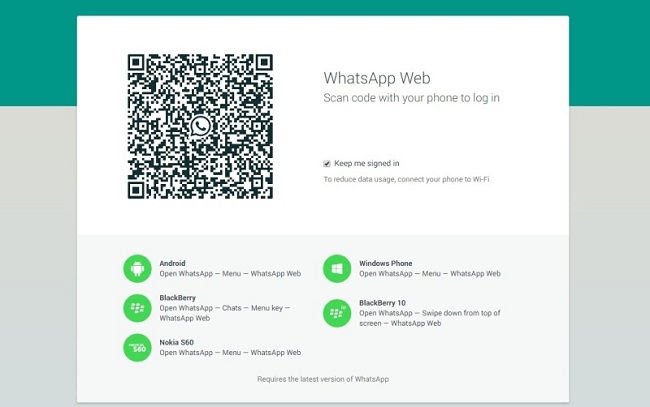 WhatsApp Web
Scan code with your phone to log in
Keep me signed in
To reduce data usage, connect your phone to Wi-Fi
Android
Open WhatsApp — Menu — WhatsApp Web
BlackBerry
Open WhatsApp — Chats — Menu key —
WhatsApp Web
Nokia S60
Open WhatsApp — Menu — WhatsApp Web
Windows Phone
Open WhatsApp — Menu — WhatsApp Web
BlackBerry 10
Open WhatsApp — Swipe down from top of
screen — WhatsApp Web
S60
10
Requires the latest version of WhatsApp